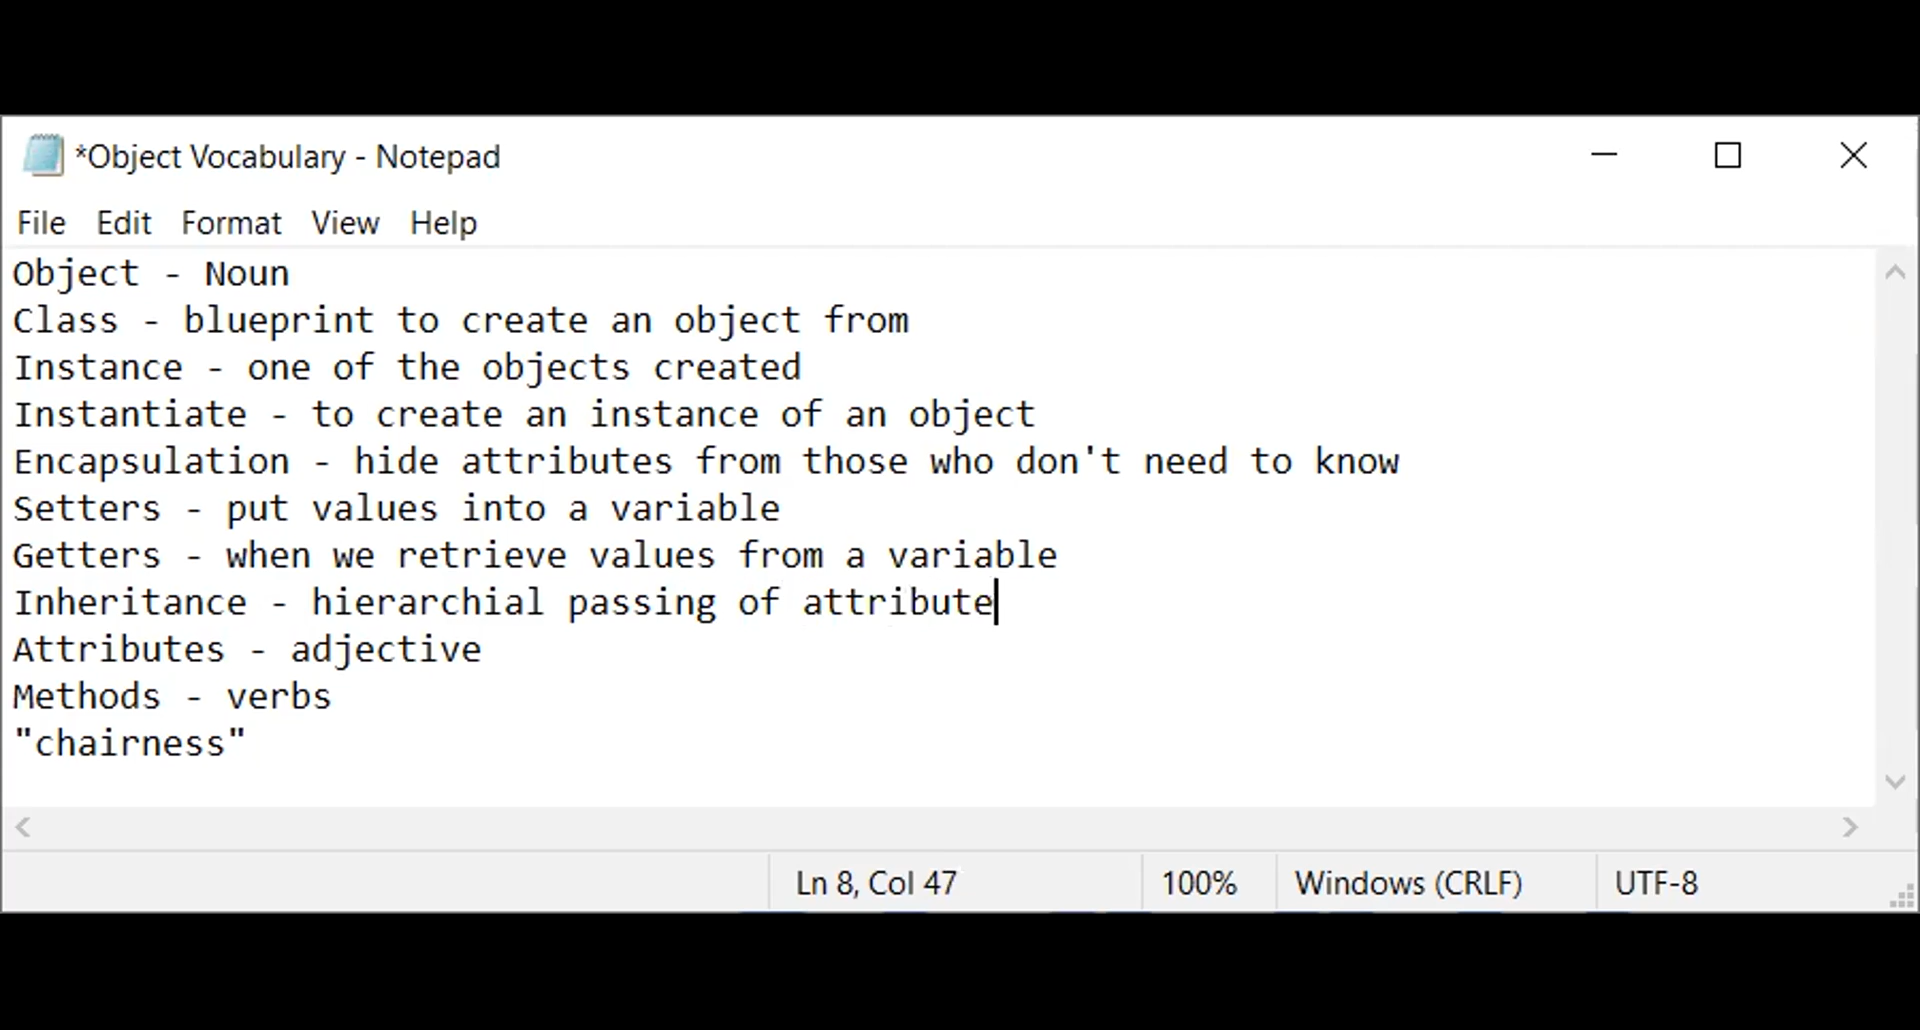 *Object Vocabulary - Notepad
File Edit Format View Help
Object - Noun
Class - blueprint to create an object from
Instance - one of the objects created
Instantiate - to create an instance of an object
Encapsulation - hide attributes from those who don't need to know
Setters - put values into a variable
Getters - when we retrieve values from a variable
Inheritance - hierarchial passing of attribute
Attributes - adjective
Methods - verbs
"chairness"
Ln 8, Col 47 100% Windows (CRLF) UTF-8